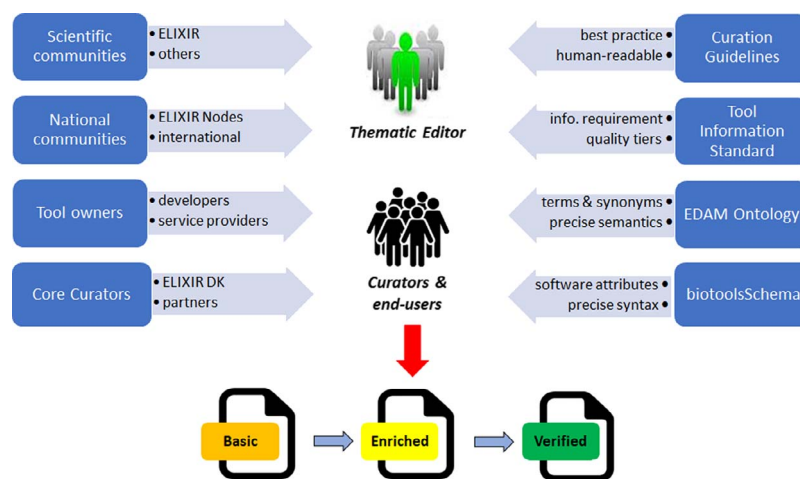 Scientific
communities
• ELIXIR
• others
best practice •
human-readable •
Curation
Guidelines
Thematic Editor
National
communities
• ELIXIR Nodes
• international
info. requirement •
quality tiers •
Tool
Information
Standard
Tool owners
• developers
• service providers
terms & synonyms •
precise semantics •
EDAM Ontology
Core Curators
• ELIXIR DK
• partners
Curators &
end-users
software attributes •
precise syntax •
biotoolsSchema
Basic
Enriched
Verified